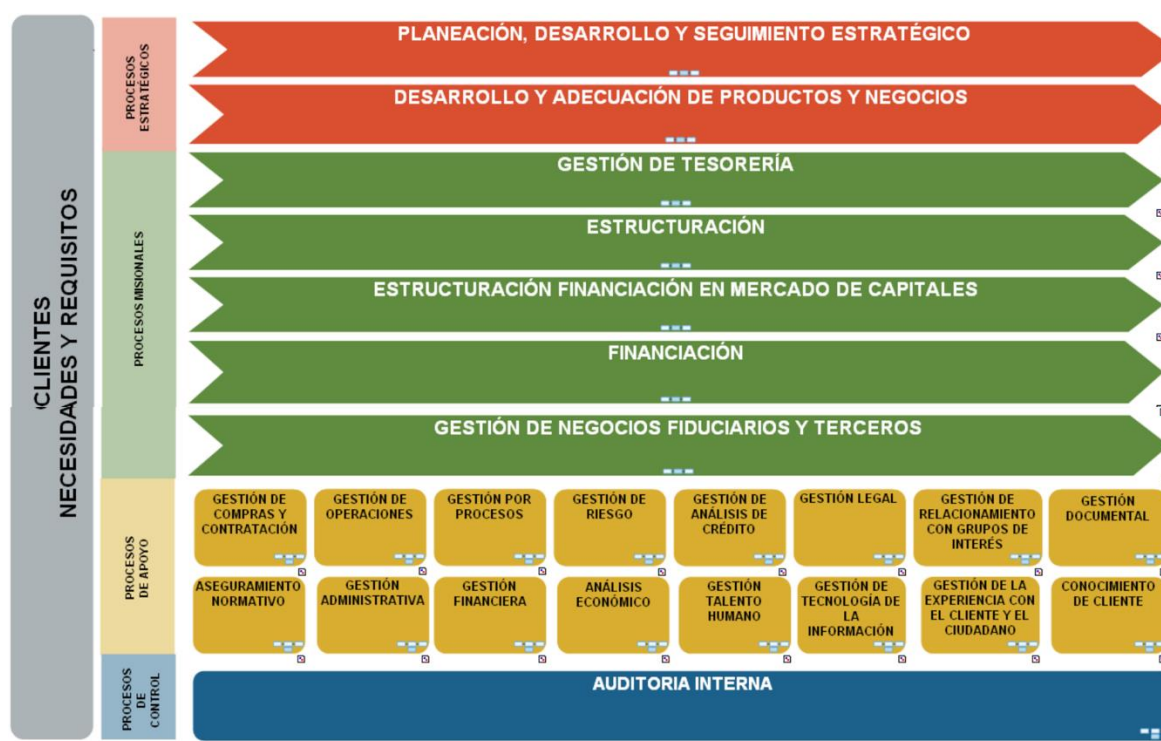 CLIENTES
NECESIDADES Y REQUISITOS
PROCESOS
ESTRATÉGICOS
PLANEACIÓN, DESARROLLO Y SEGUIMIENTO ESTRATÉGICO
DESARROLLO Y ADECUACIÓN DE PRODUCTOS Y NEGOCIOS
PROCESOS MISIONALES
GESTIÓN DE TESORERÍA
ESTRUCTURACIÓN
ESTRUCTURACIÓN FINANCIACIÓN EN MERCADO DE CAPITALES
FINANCIACIÓN
GESTIÓN DE NEGOCIOS FIDUCIARIOS Y TERCEROS
PROCESOS
DE APOYO
GESTIÓN DE
COMPRAS Y
CONTRATACIÓN
GESTIÓN DE
OPERACIONES
GESTIÓN POR
PROCESOS
GESTIÓN DE
RIESGO
GESTIÓN DE
ANÁLISIS DE
CRÉDITO
GESTIÓN LEGAL
GESTIÓN DE
RELACIONAMIENTO
CON GRUPOS DE
INTERÉS
GESTIÓN
DOCUMENTAL
ASEGURAMIENTO
NORMATIVO
GESTIÓN
ADMINISTRATIVA
GESTIÓN
FINANCIERA
ANÁLISIS
ECONÓMICO
GESTIÓN
TALENTO
HUMANO
GESTIÓN DE
TECNOLOGÍA DE
LA
INFORMACIÓN
GESTIÓN DE LA
EXPERIENCIA CON
EL CLIENTE Y EL
CIUDADANO
CONOCIMIENTO
DE CLIENTE
PROCESOS
DE
CONTROL
AUDITORIA INTERNA